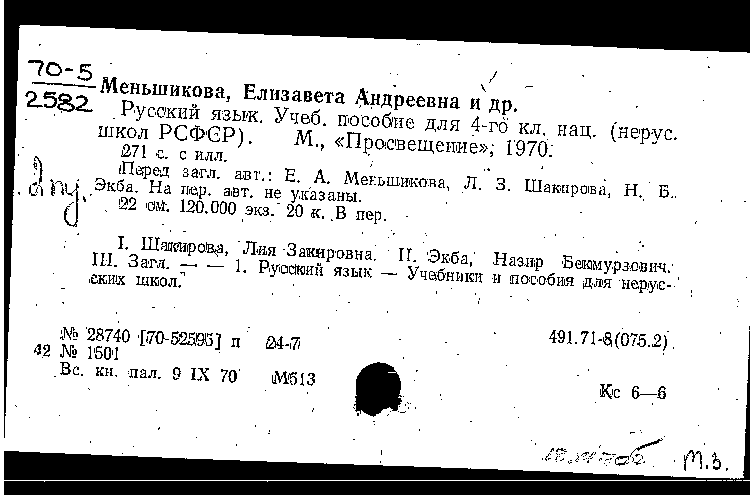 70-5
2582
Меньшикова, Елизавета Андреевна и др.
Русский язык. Учеб. пособие для 4-го кл. нац. (нерус.
школ РСФСР). М., «Просвещение»; 1970.
271 с. с илл.
Перед загл. авт.: Е. А. Меньшикова, Л. З. Шакирова, Н. Б.
Экба. На пер. авт. не указаны.
22 см. 120.000 экз. 20 к. В пер.
I. Шакирова, Лия Закировна. II. Экба, Назир Бекмурзович.
III. Загл. — — 1. Русский язык — Учебники и пособия для нерус-
ских школ.
№ 28740 [70-52595] п 24-7 491.71-8(075.2)
42 № 1501
Вс. кн. пал. 9 IX 70 М513
Кс 6—6
М.З.